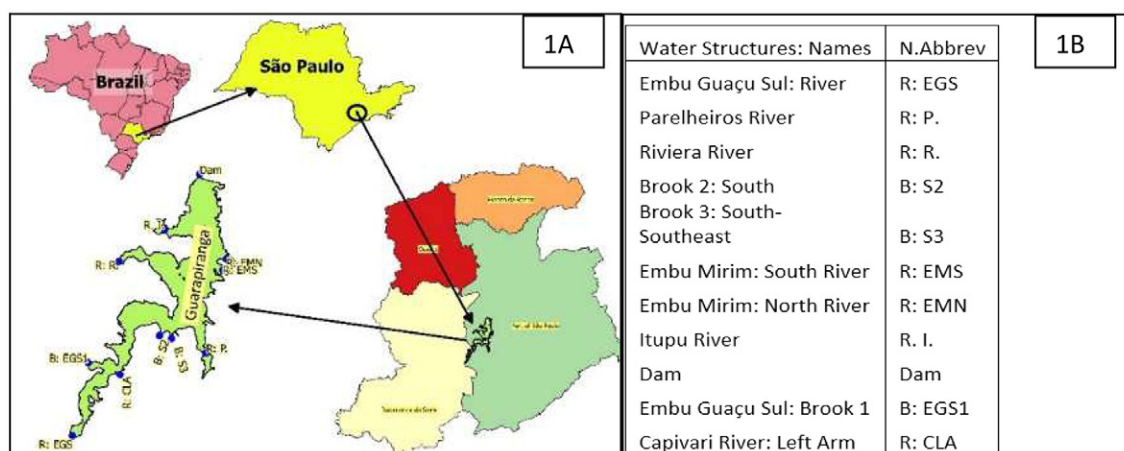 1A
Brazil
São Paulo
Dam
R: R.
R: EMN
R: EMS
Guarapiranga
B: S2
B: S3
R: P.
B: EGS1
R: CLA
R: EGS
1B
Water Structures: Names N.Abbrev
Embu Guaçu Sul: River R: EGS
Parelheiros River R: P.
Riviera River R: R.
Brook 2: South B: S2
Brook 3: South-
Southeast B: S3
Embu Mirim: South River R: EMS
Embu Mirim: North River R: EMN
Itupu River R. I.
Dam Dam
Embu Guaçu Sul: Brook 1 B: EGS1
Capivari River: Left Arm R: CLA